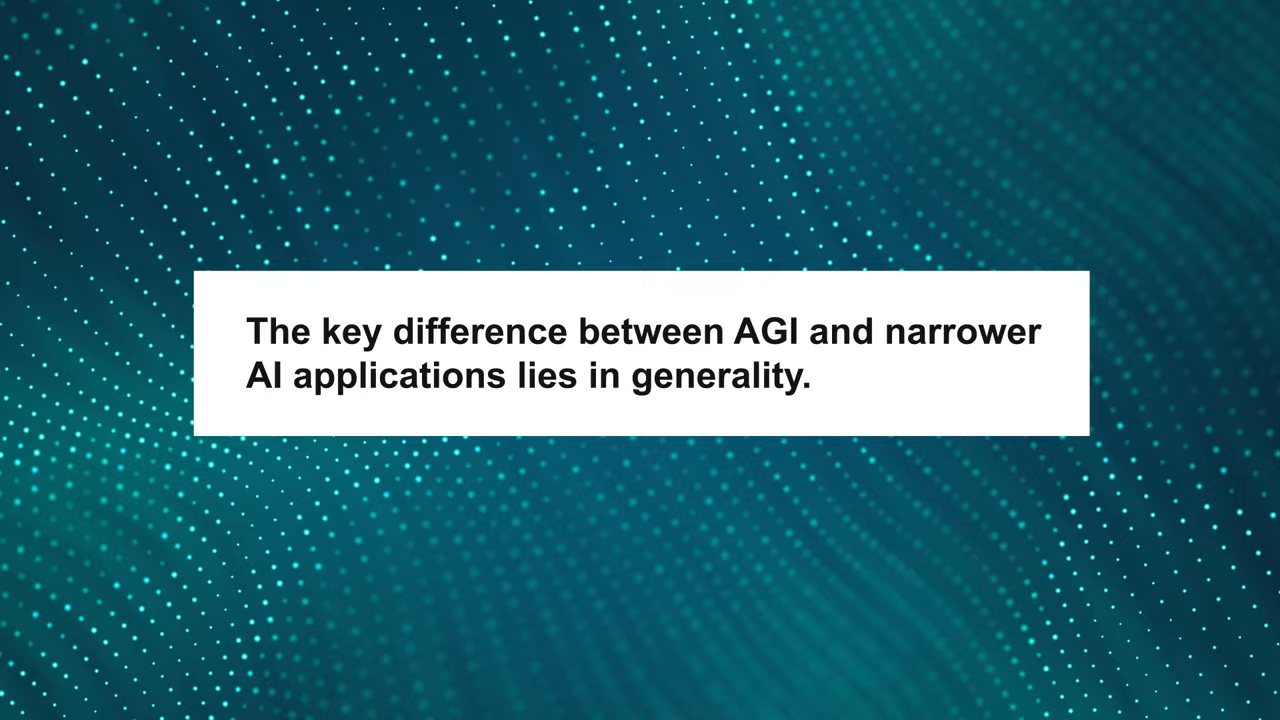 The key difference between AGI and narrower
AI applications lies in generality.